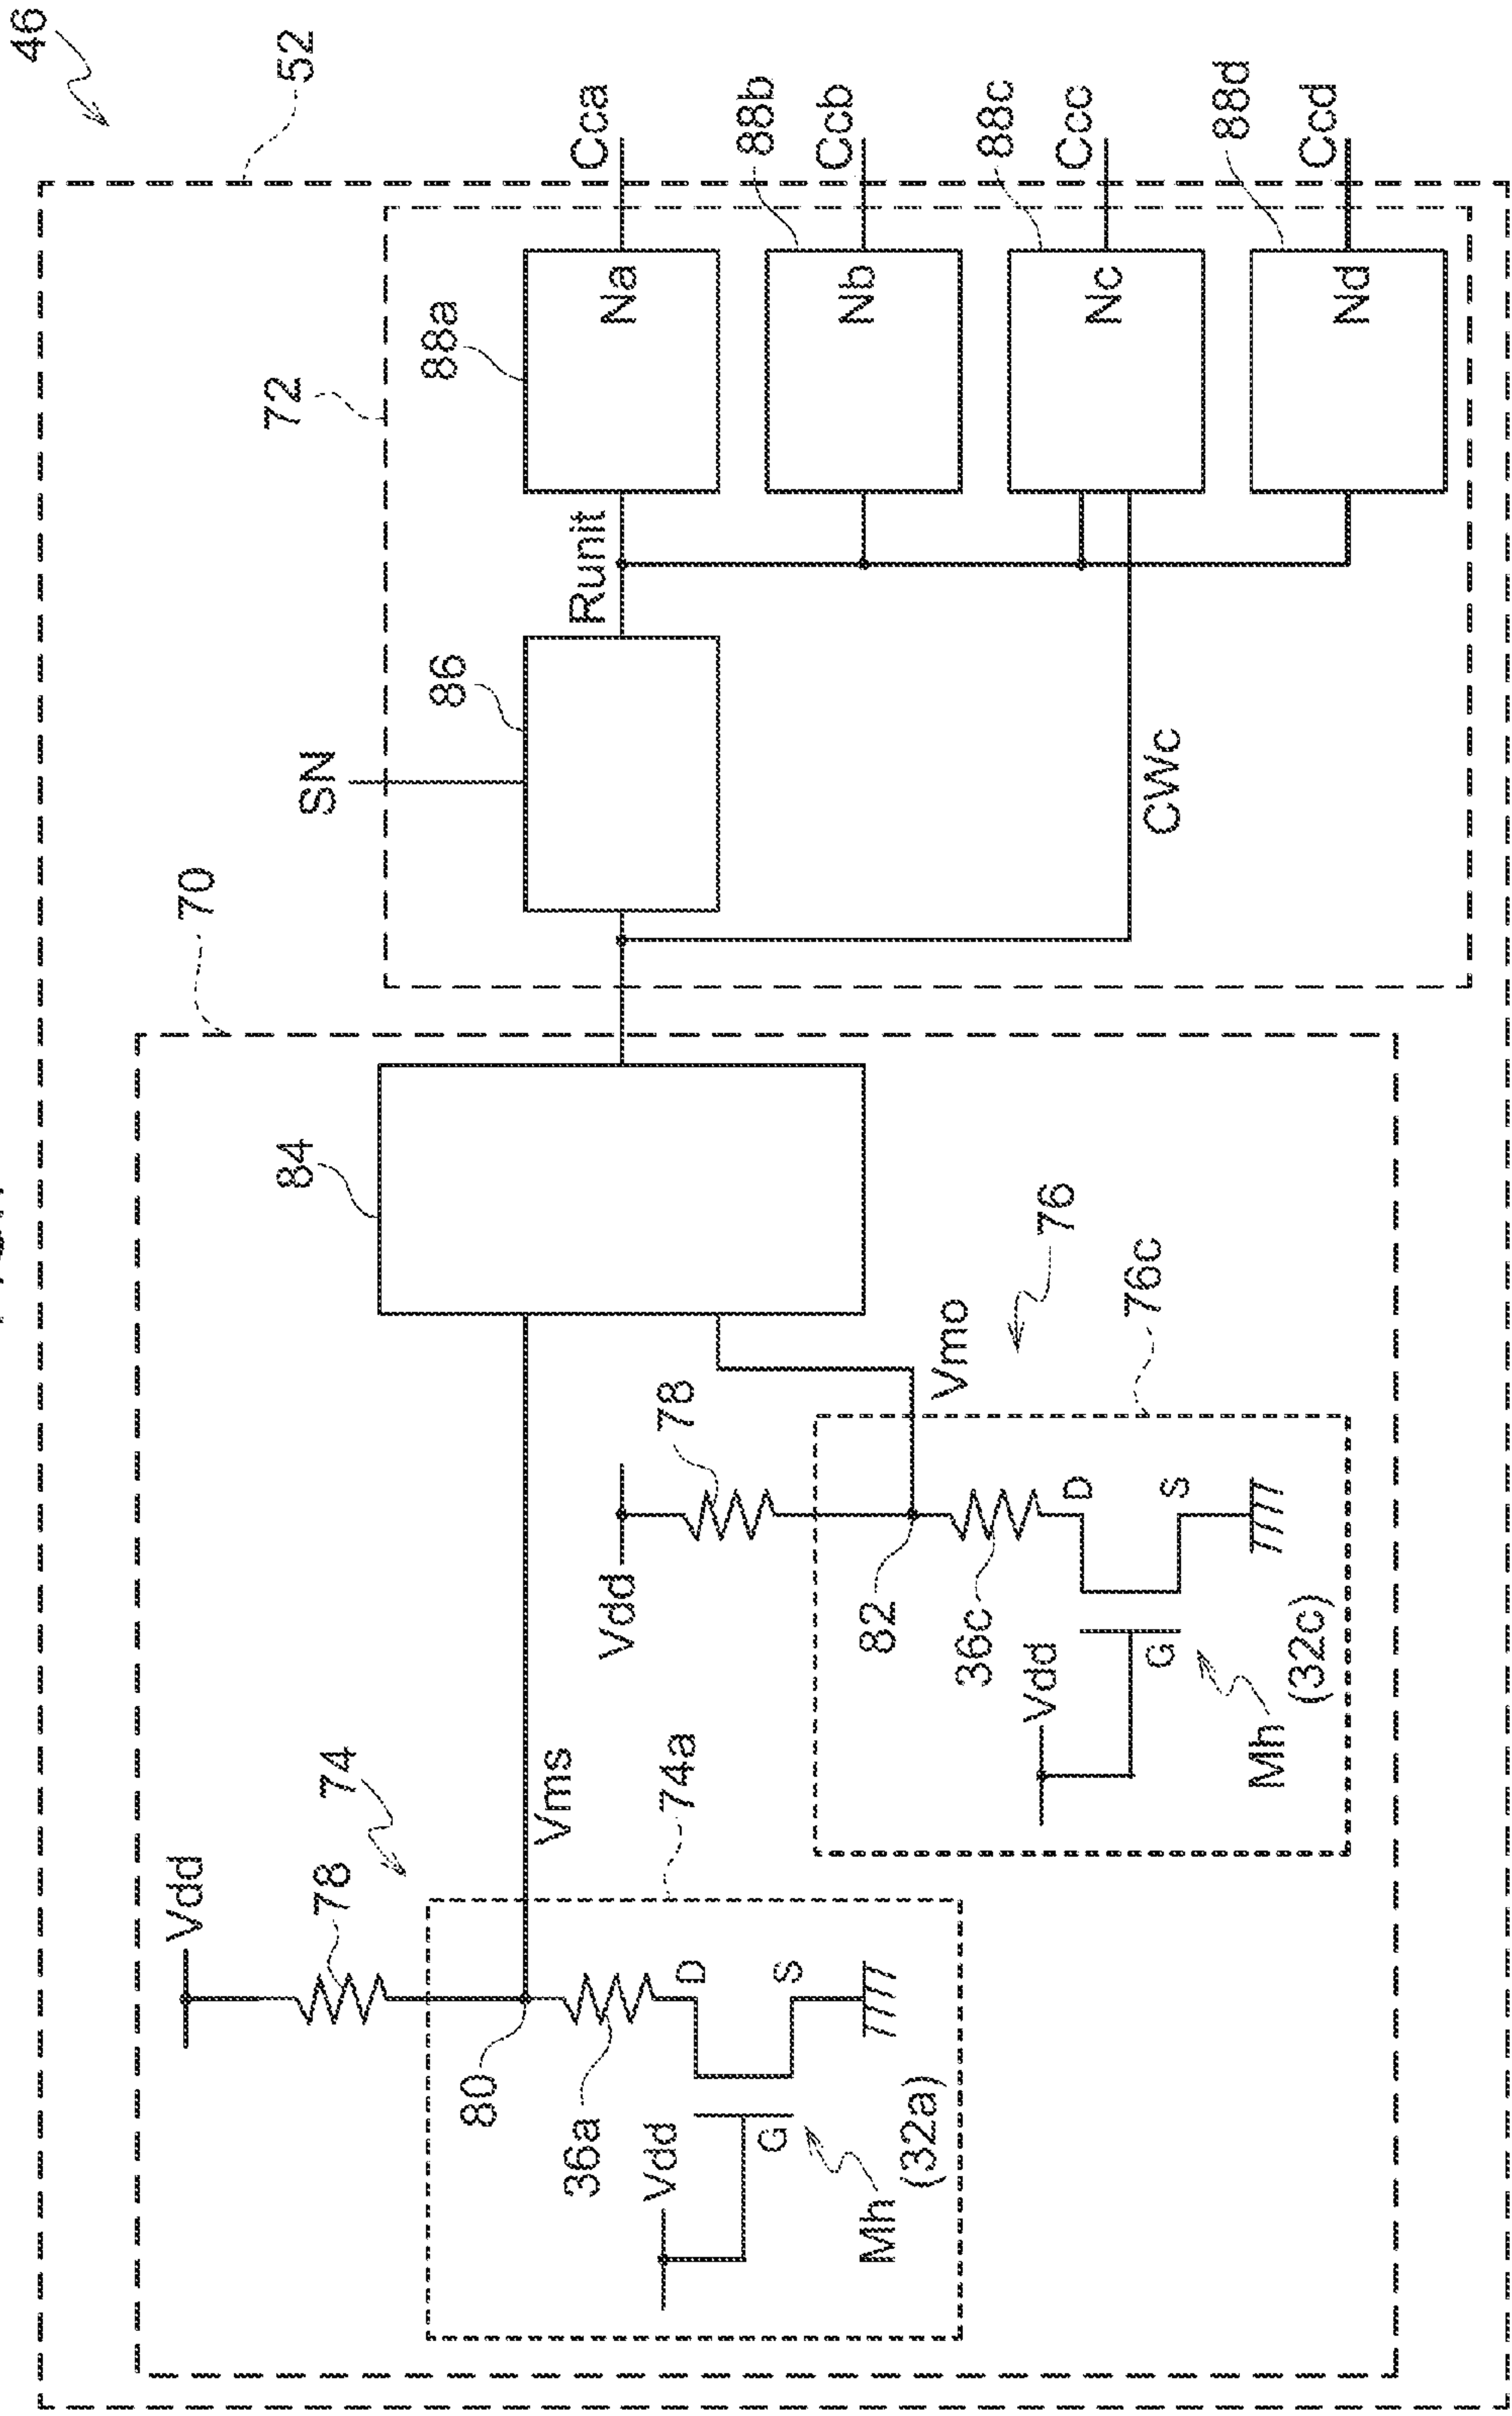 46
52
70
72
SN
86
Runit
88a
Na
Cca
88b
Nb
Ccb
88c
Nc
Ccc
88d
Nd
Ccd
CWc
84
Vdd
78
74
Vms
74a
80
36a
D
S
G
Vdd
Mh
(32a)
Vdd
78
Vmo
76
76c
82
36c
D
S
G
Vdd
Mh
(32c)